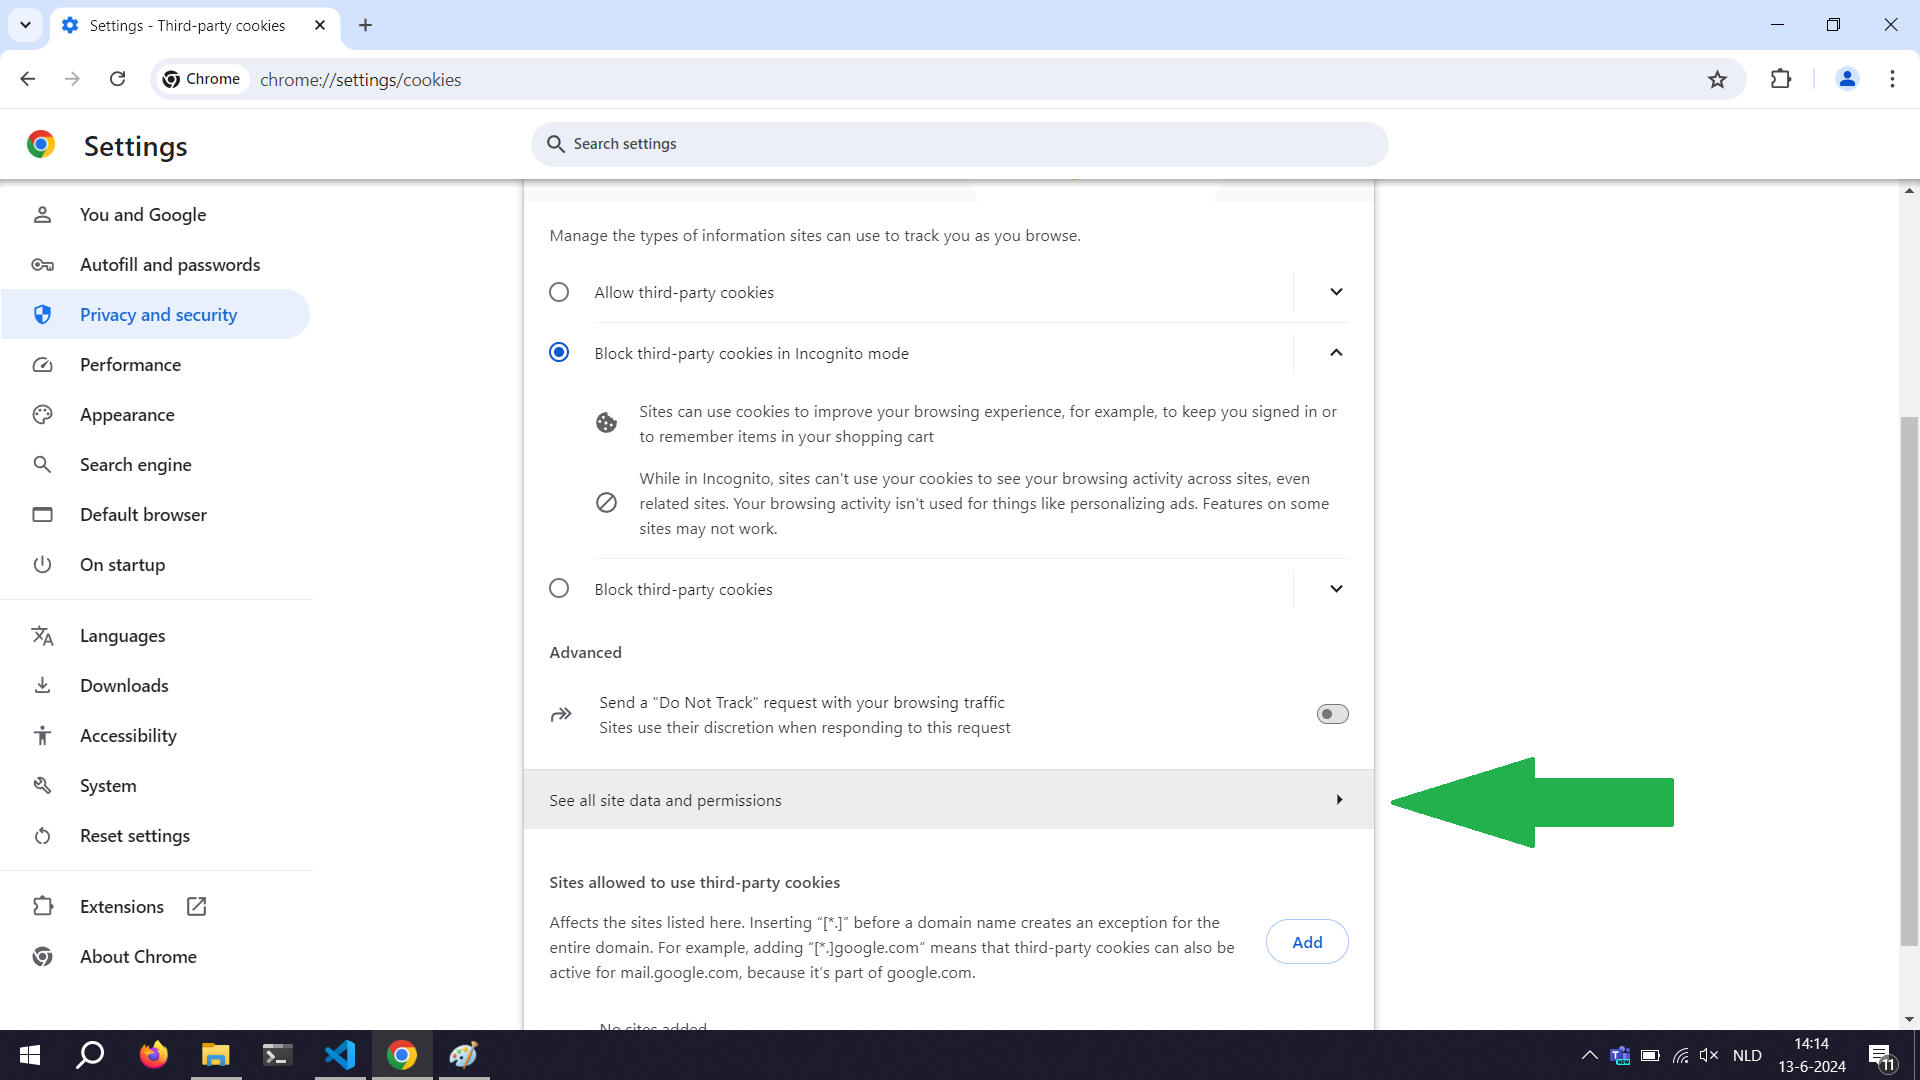 Settings - Third-party cookies
Chrome
chrome://settings/cookies
Settings
Search settings
You and Google
Autofill and passwords
Privacy and security
Performance
Appearance
Search engine
Default browser
On startup
Languages
Downloads
Accessibility
System
Reset settings
Extensions
About Chrome
Manage the types of information sites can use to track you as you browse.
Allow third-party cookies
Block third-party cookies in Incognito mode
Sites can use cookies to improve your browsing experience, for example, to keep you signed in or
to remember items in your shopping cart
While in Incognito, sites can't use your cookies to see your browsing activity across sites, even
related sites. Your browsing activity isn't used for things like personalizing ads. Features on some
sites may not work.
Block third-party cookies
Advanced
Send a "Do Not Track" request with your browsing traffic
Sites use their discretion when responding to this request
See all site data and permissions
Sites allowed to use third-party cookies
Affects the sites listed here. Inserting “[*.]” before a domain name creates an exception for the
entire domain. For example, adding “[*.]google.com” means that third-party cookies can also be
active for mail.google.com, because it’s part of google.com.
Add
No sites added
NLD
14:14
13-6-2024
11